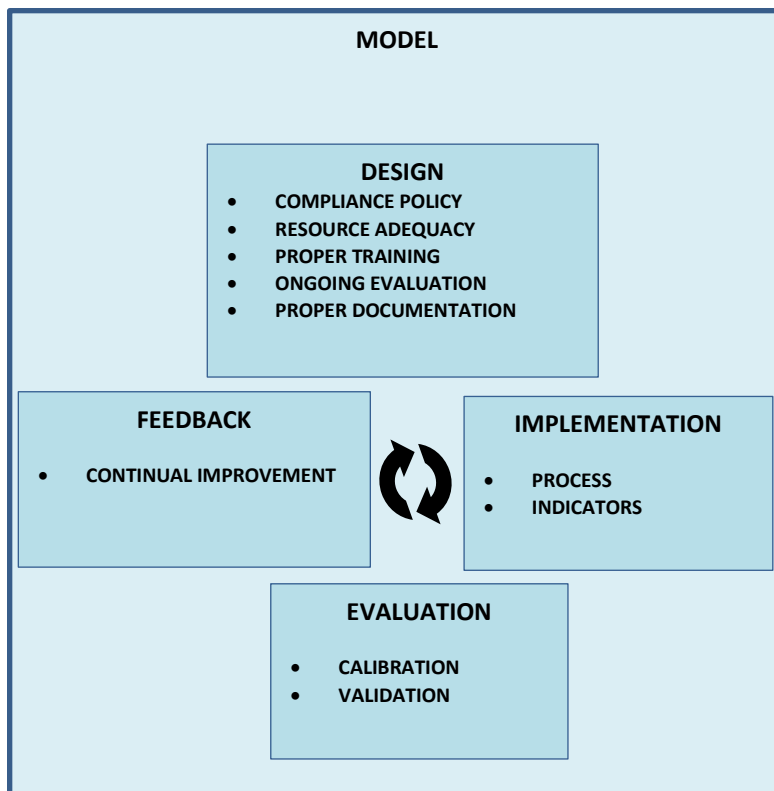 MODEL
DESIGN
• COMPLIANCE POLICY
• RESOURCE ADEQUACY
• PROPER TRAINING
• ONGOING EVALUATION
• PROPER DOCUMENTATION
FEEDBACK
• CONTINUAL IMPROVEMENT
IMPLEMENTATION
• PROCESS
• INDICATORS
EVALUATION
• CALIBRATION
• VALIDATION